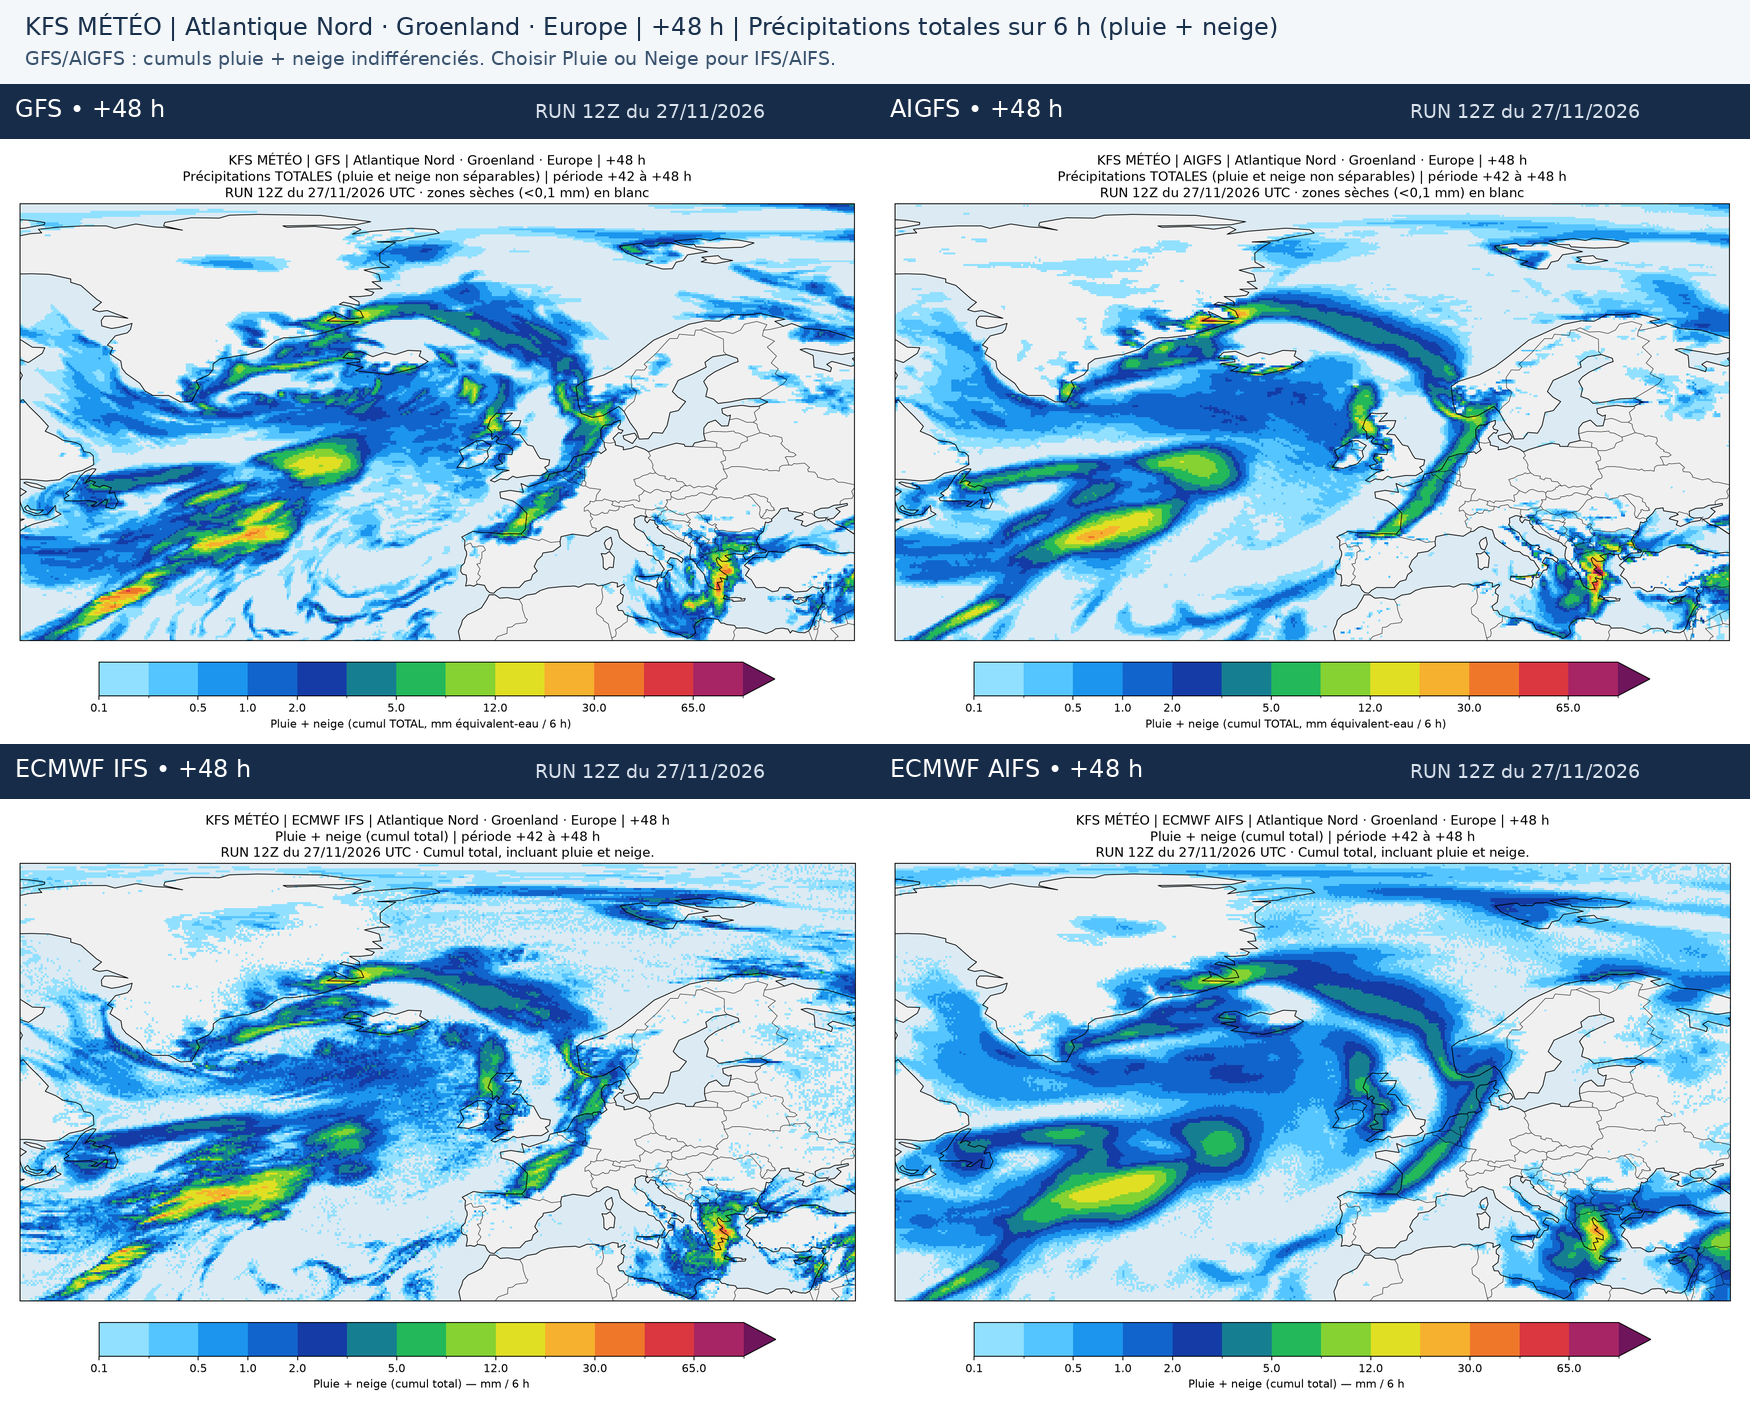 KFS MÉTÉO | Atlantique Nord · Groenland · Europe | +48 h | Précipitations totales sur 6 h (pluie + neige)
GFS/AIGFS : cumuls pluie + neige indifférenciés. Choisir Pluie ou Neige pour IFS/AIFS.
GFS • +48 h
RUN 12Z du 27/11/2026
AIGFS • +48 h
RUN 12Z du 27/11/2026
KFS MÉTÉO | GFS | Atlantique Nord · Groenland · Europe | +48 h
Précipitations TOTALES (pluie et neige non séparables) | période +42 à +48 h
RUN 12Z du 27/11/2026 UTC · zones sèches (<0,1 mm) en blanc
KFS MÉTÉO | AIGFS | Atlantique Nord · Groenland · Europe | +48 h
Précipitations TOTALES (pluie et neige non séparables) | période +42 à +48 h
RUN 12Z du 27/11/2026 UTC · zones sèches (<0,1 mm) en blanc
0.1 0.5 1.0 2.0 5.0 12.0 30.0 65.0
Pluie + neige (cumul TOTAL, mm équivalent-eau / 6 h)
0.1 0.5 1.0 2.0 5.0 12.0 30.0 65.0
Pluie + neige (cumul TOTAL, mm équivalent-eau / 6 h)
ECMWF IFS • +48 h
RUN 12Z du 27/11/2026
ECMWF AIFS • +48 h
RUN 12Z du 27/11/2026
KFS MÉTÉO | ECMWF IFS | Atlantique Nord · Groenland · Europe | +48 h
Pluie + neige (cumul total) | période +42 à +48 h
RUN 12Z du 27/11/2026 UTC · Cumul total, incluant pluie et neige.
KFS MÉTÉO | ECMWF AIFS | Atlantique Nord · Groenland · Europe | +48 h
Pluie + neige (cumul total) | période +42 à +48 h
RUN 12Z du 27/11/2026 UTC · Cumul total, incluant pluie et neige.
0.1 0.5 1.0 2.0 5.0 12.0 30.0 65.0
Pluie + neige (cumul total) — mm / 6 h
0.1 0.5 1.0 2.0 5.0 12.0 30.0 65.0
Pluie + neige (cumul total) — mm / 6 h